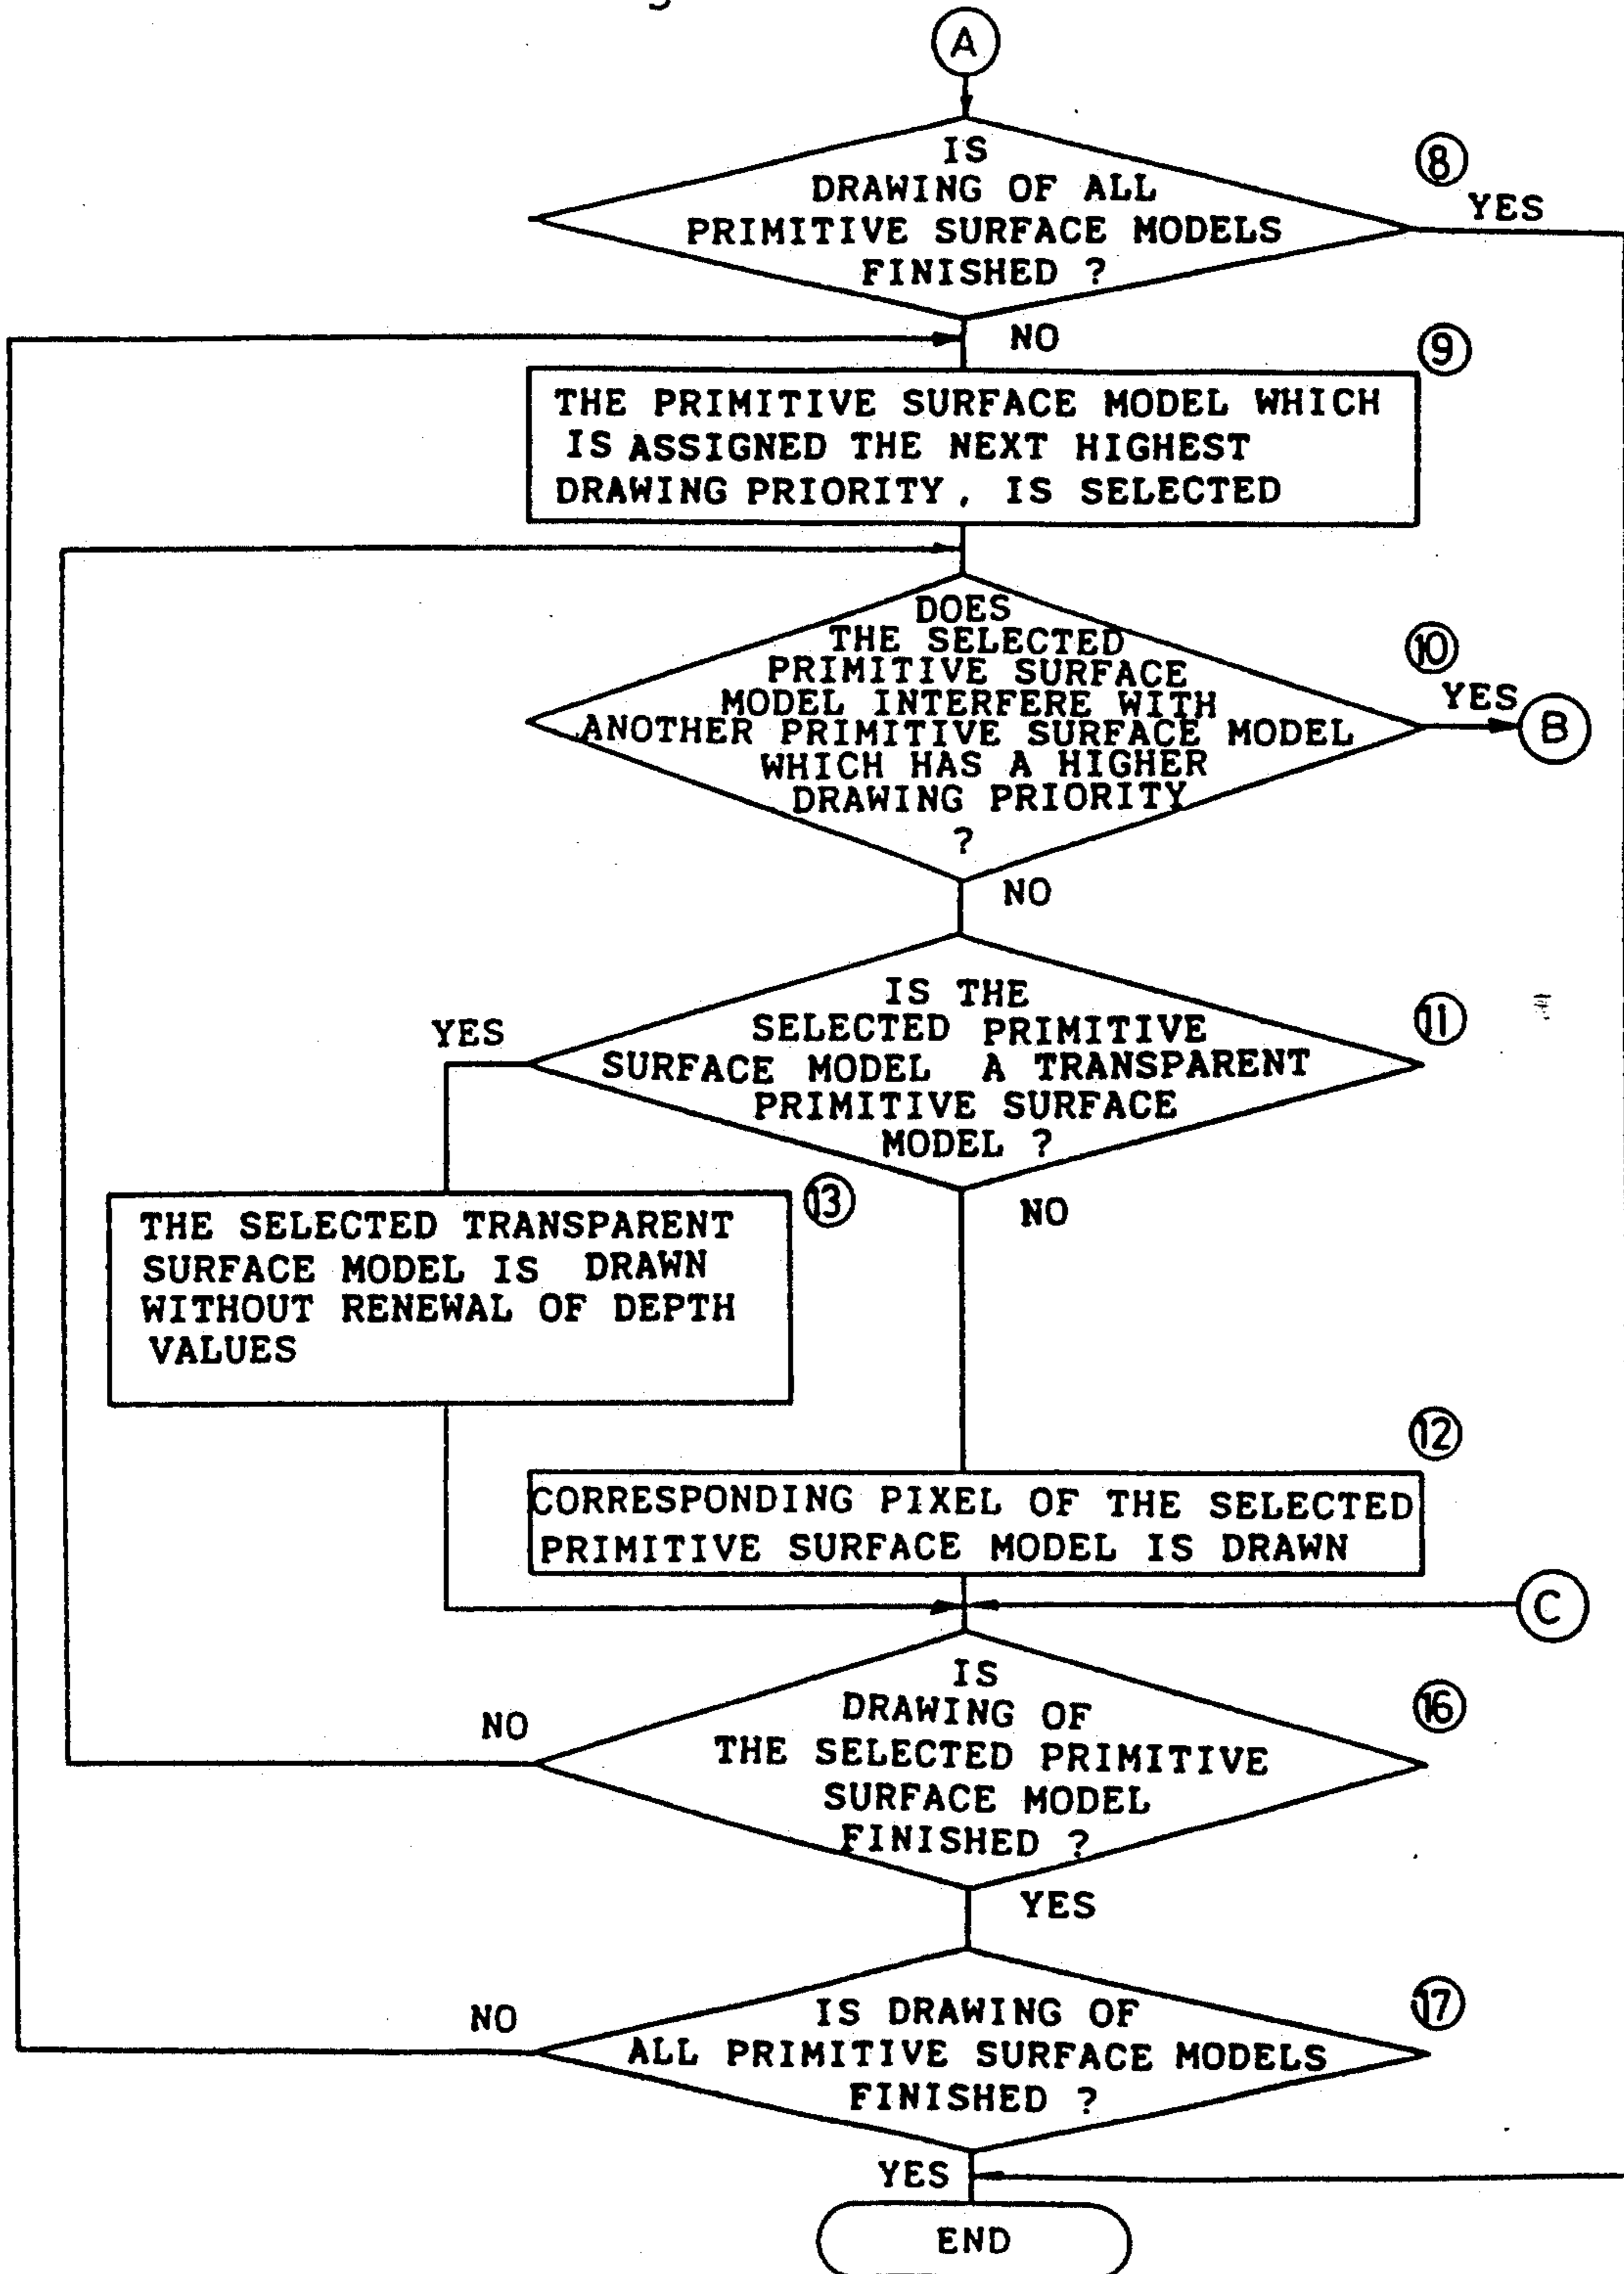 A
IS
DRAWING OF ALL
PRIMITIVE SURFACE MODELS
FINISHED ?
8
YES
NO
9
THE PRIMITIVE SURFACE MODEL WHICH
IS ASSIGNED THE NEXT HIGHEST
DRAWING PRIORITY, IS SELECTED
DOES
THE SELECTED
PRIMITIVE SURFACE
MODEL INTERFERE WITH
ANOTHER PRIMITIVE SURFACE MODEL
WHICH HAS A HIGHER
DRAWING PRIORITY
?
10
YES
B
NO
IS THE
SELECTED PRIMITIVE
SURFACE MODEL A TRANSPARENT
PRIMITIVE SURFACE
MODEL ?
11
YES
NO
13
THE SELECTED TRANSPARENT
SURFACE MODEL IS DRAWN
WITHOUT RENEWAL OF DEPTH
VALUES
12
CORRESPONDING PIXEL OF THE SELECTED
PRIMITIVE SURFACE MODEL IS DRAWN
C
IS
DRAWING OF
THE SELECTED PRIMITIVE
SURFACE MODEL
FINISHED ?
16
NO
YES
IS DRAWING OF
ALL PRIMITIVE SURFACE MODELS
FINISHED ?
17
NO
YES
END